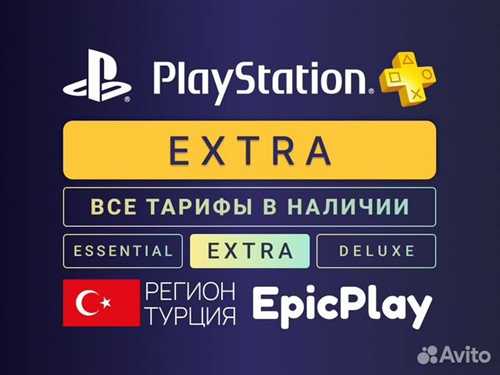 PlayStation®
EXTRA
ВСЕ ТАРИФЫ В НАЛИЧИИ
ESSENTIAL EXTRA DELUXE
РЕГИОН
ТУРЦИЯ
EpicPlay
Avito